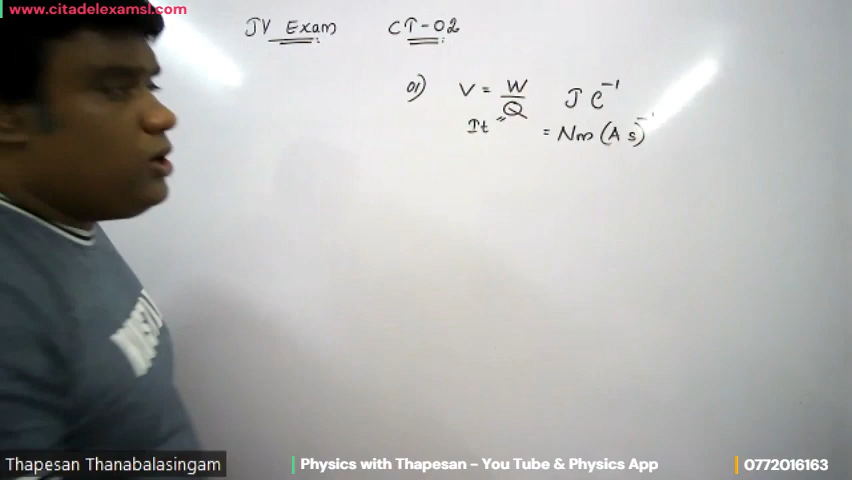 www.citadelexamsl.com
JV Exam CT-02
01) V = W/Q J C⁻¹
It = Nm (A s)⁻¹
Thapesan Thanabalasingam
Physics with Thapesan - You Tube & Physics App
0772016163